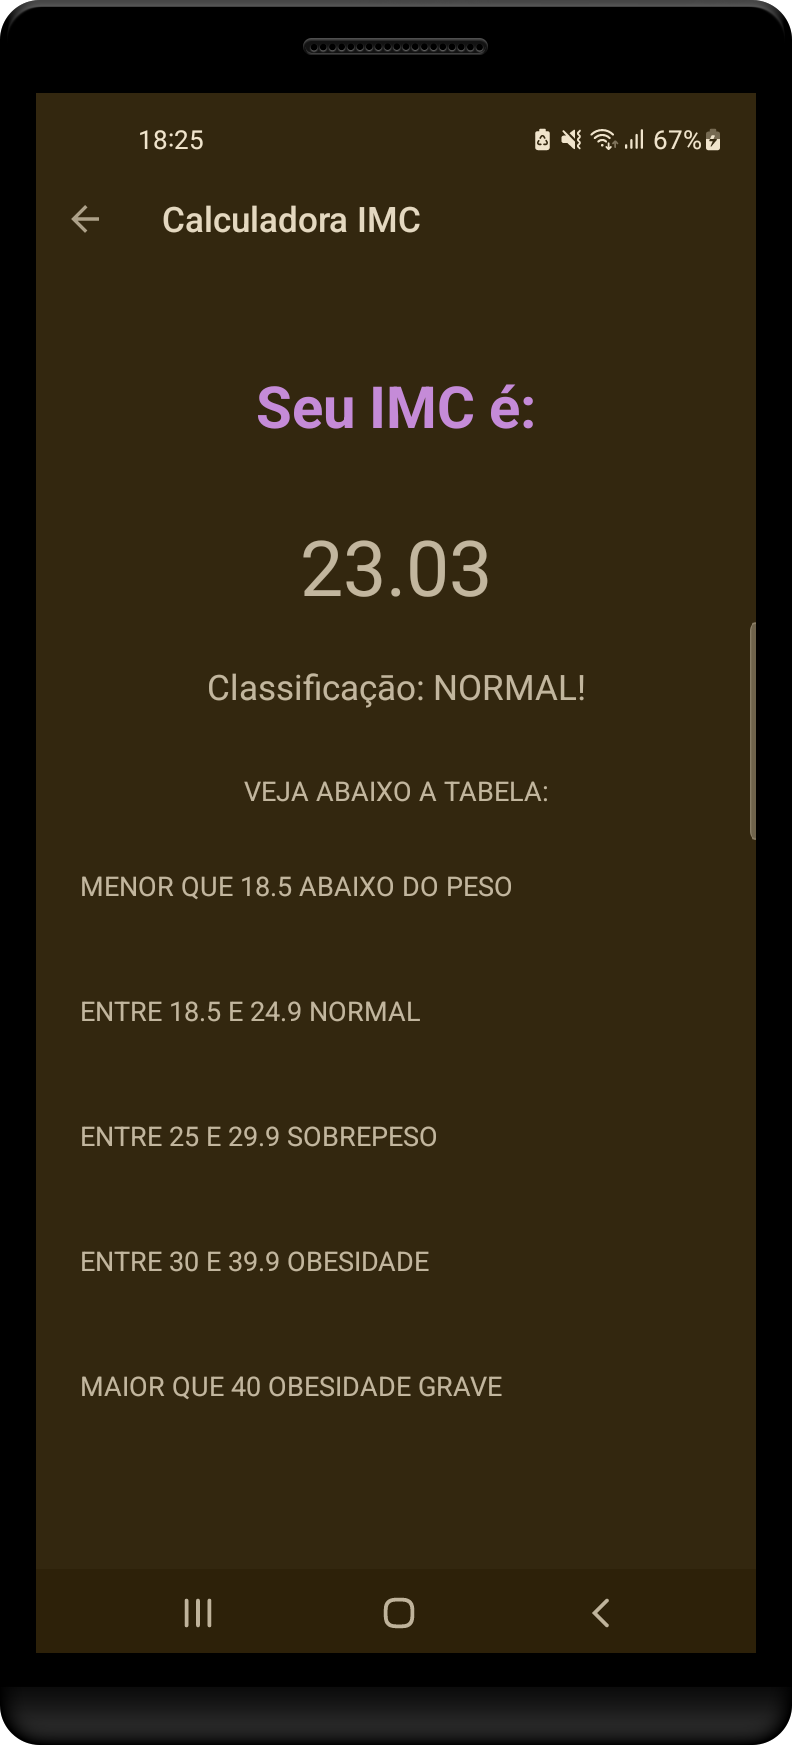 18:25 67%
Calculadora IMC
Seu IMC é:
23.03
Classificação: NORMAL!
VEJA ABAIXO A TABELA:
MENOR QUE 18.5 ABAIXO DO PESO
ENTRE 18.5 E 24.9 NORMAL
ENTRE 25 E 29.9 SOBREPESO
ENTRE 30 E 39.9 OBESIDADE
MAIOR QUE 40 OBESIDADE GRAVE